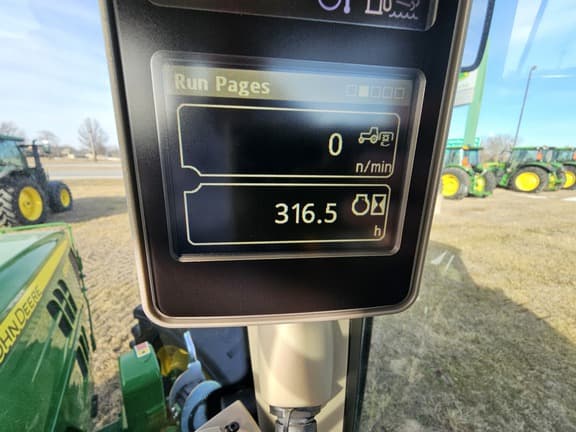 Run Pages
0
n/min
316.5
h
JOHN DEERE